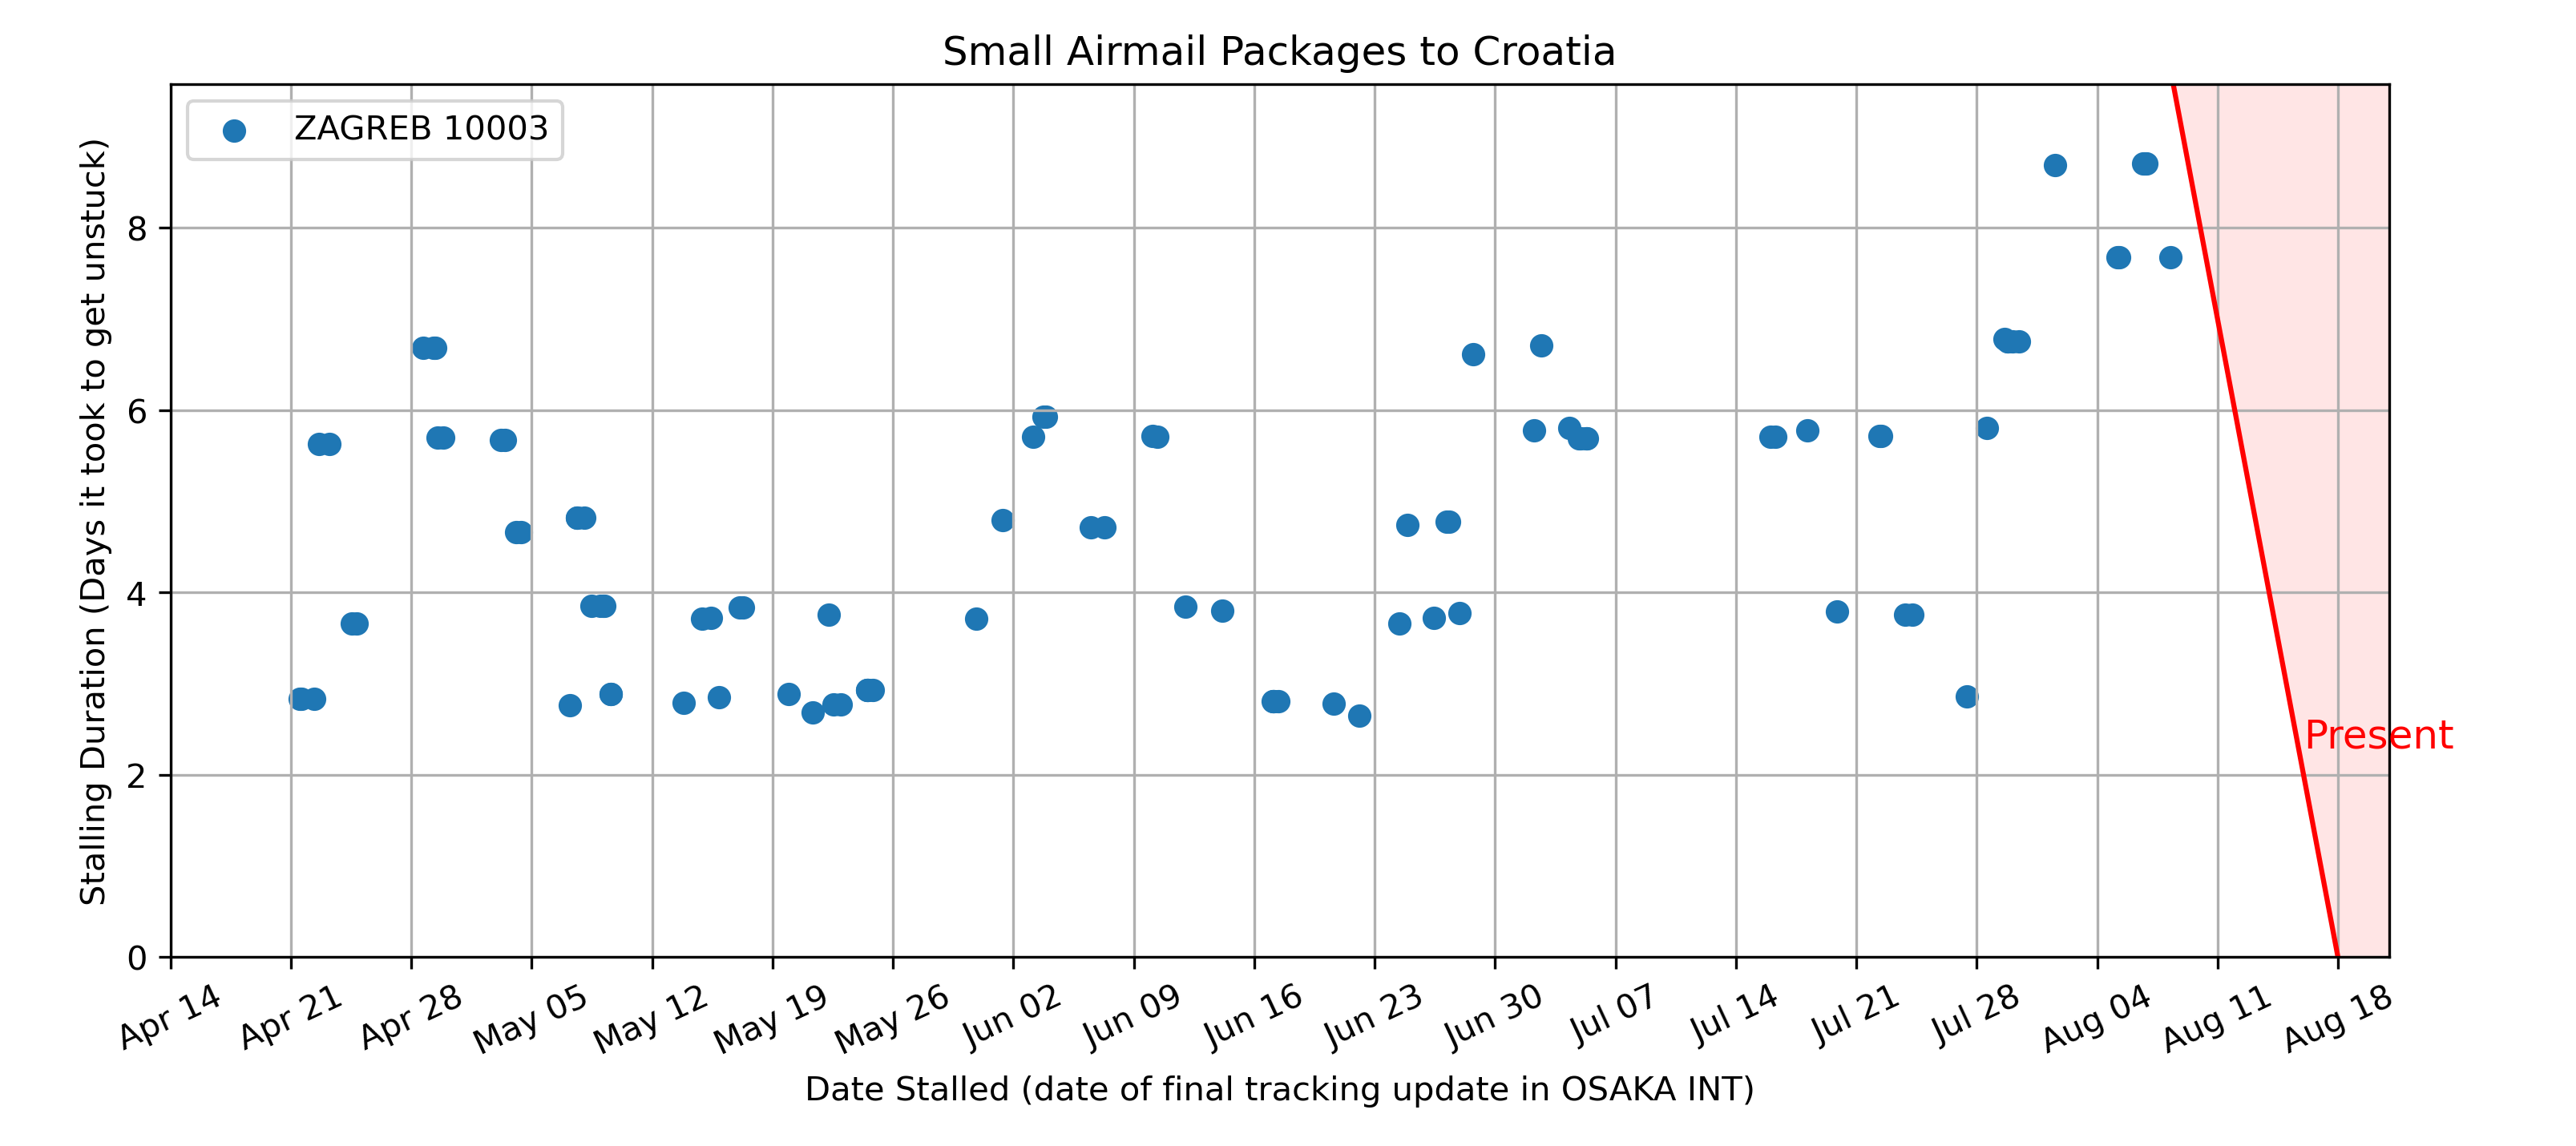 Small Airmail Packages to Croatia
ZAGREB 10003
Stalling Duration (Days it took to get unstuck)
8
6
4
2
0
Present
Apr 14
Apr 21
Apr 28
May 05
May 12
May 19
May 26
Jun 02
Jun 09
Jun 16
Jun 23
Jun 30
Jul 07
Jul 14
Jul 21
Jul 28
Aug 04
Aug 11
Aug 18
Date Stalled (date of final tracking update in OSAKA INT)